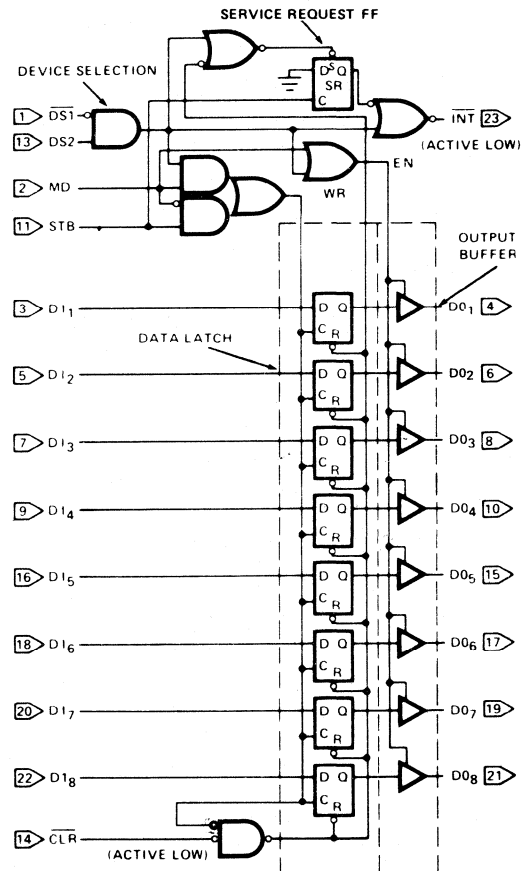 SERVICE REQUEST FF
DEVICE SELECTION
D S Q
SR
C
1 DS1
13 DS2
INT 23
(ACTIVE LOW)
EN
2 MD
WR
11 STB
OUTPUT
BUFFER
3 DI1 D Q C R DO1 4
DATA LATCH
5 DI2 D Q C R DO2 6
7 DI3 D Q C R DO3 8
9 DI4 D Q C R DO4 10
16 DI5 D Q C R DO5 15
18 DI6 D Q C R DO6 17
20 DI7 D Q C R DO7 19
22 DI8 D Q C R DO8 21
14 CLR
(ACTIVE LOW)